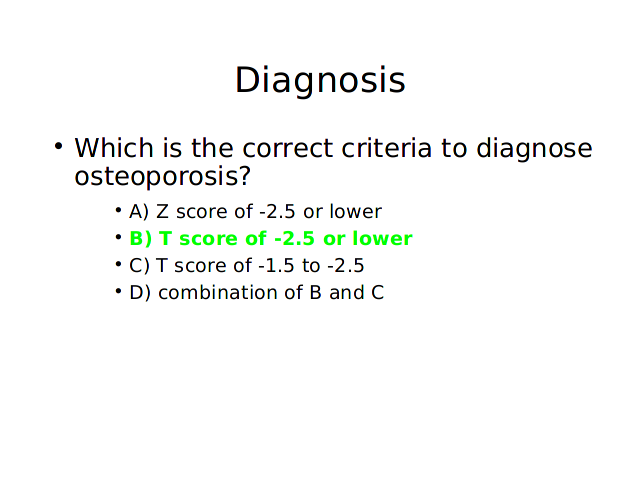 Diagnosis
• Which is the correct criteria to diagnose
osteoporosis?
• A) Z score of -2.5 or lower
• B) T score of -2.5 or lower
• C) T score of -1.5 to -2.5
• D) combination of B and C